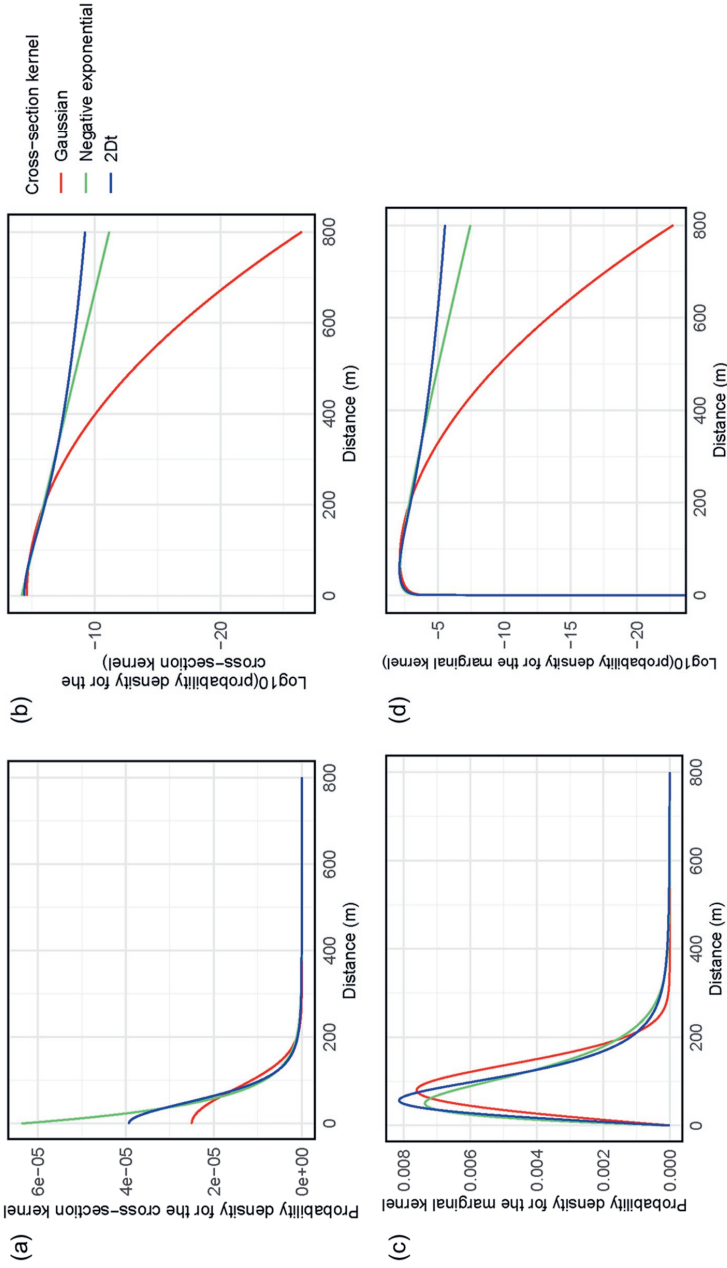 (a)
Probability density for the cross−section kernel
6e−05
4e−05
2e−05
0e+00
0
200
400
600
800
Distance (m)
(b)
Log10(probability density for the
cross−section kernel)
−10
−20
0
200
400
600
800
Distance (m)
Cross−section kernel
Gaussian
Negative exponential
2Dt
(c)
Probability density for the marginal kernel
0.008
0.006
0.004
0.002
0.000
0
200
400
600
800
Distance (m)
(d)
Log10(probability density for the marginal kernel)
−5
−10
−15
−20
0
200
400
600
800
Distance (m)